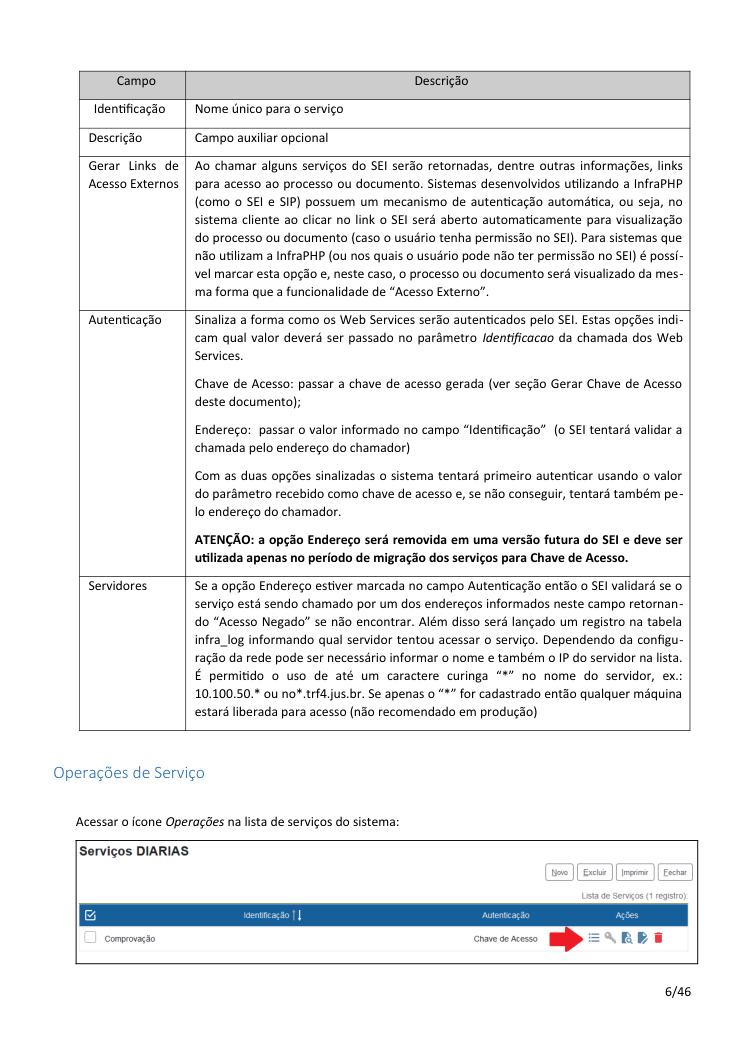 Campo Descrição
Identificação Nome único para o serviço
Descrição Campo auxiliar opcional
Gerar Links de
Acesso Externos
Ao chamar alguns serviços do SEI serão retornadas, dentre outras informações, links
para acesso ao processo ou documento. Sistemas desenvolvidos utilizando a InfraPHP
(como o SEI e SIP) possuem um mecanismo de autenticação automática, ou seja, no
sistema cliente ao clicar no link o SEI será aberto automaticamente para visualização
do processo ou documento (caso o usuário tenha permissão no SEI). Para sistemas que
não utilizam a InfraPHP (ou nos quais o usuário pode não ter permissão no SEI) é possí-
vel marcar esta opção e, neste caso, o processo ou documento será visualizado da mes-
ma forma que a funcionalidade de “Acesso Externo”.
Autenticação
Sinaliza a forma como os Web Services serão autenticados pelo SEI. Estas opções indi-
cam qual valor deverá ser passado no parâmetro Identificacao da chamada dos Web
Services.
Chave de Acesso: passar a chave de acesso gerada (ver seção Gerar Chave de Acesso
deste documento);
Endereço: passar o valor informado no campo “Identificação” (o SEI tentará validar a
chamada pelo endereço do chamador)
Com as duas opções sinalizadas o sistema tentará primeiro autenticar usando o valor
do parâmetro recebido como chave de acesso e, se não conseguir, tentará também pe-
lo endereço do chamador.
ATENÇÃO: a opção Endereço será removida em uma versão futura do SEI e deve ser
utilizada apenas no período de migração dos serviços para Chave de Acesso.
Servidores
Se a opção Endereço estiver marcada no campo Autenticação então o SEI validará se o
serviço está sendo chamado por um dos endereços informados neste campo retornan-
do “Acesso Negado” se não encontrar. Além disso será lançado um registro na tabela
infra_log informando qual servidor tentou acessar o serviço. Dependendo da configu-
ração da rede pode ser necessário informar o nome e também o IP do servidor na lista.
É permitido o uso de até um caractere curinga “*” no nome do servidor, ex.:
10.100.50.* ou no*.trf4.jus.br. Se apenas o “*” for cadastrado então qualquer máquina
estará liberada para acesso (não recomendado em produção)
Operações de Serviço
Acessar o ícone Operações na lista de serviços do sistema:
Serviços DIARIAS
Novo Excluir Imprimir Fechar
Lista de Serviços (1 registro):
Identificação Autenticação Ações
Comprovação Chave de Acesso
6/46